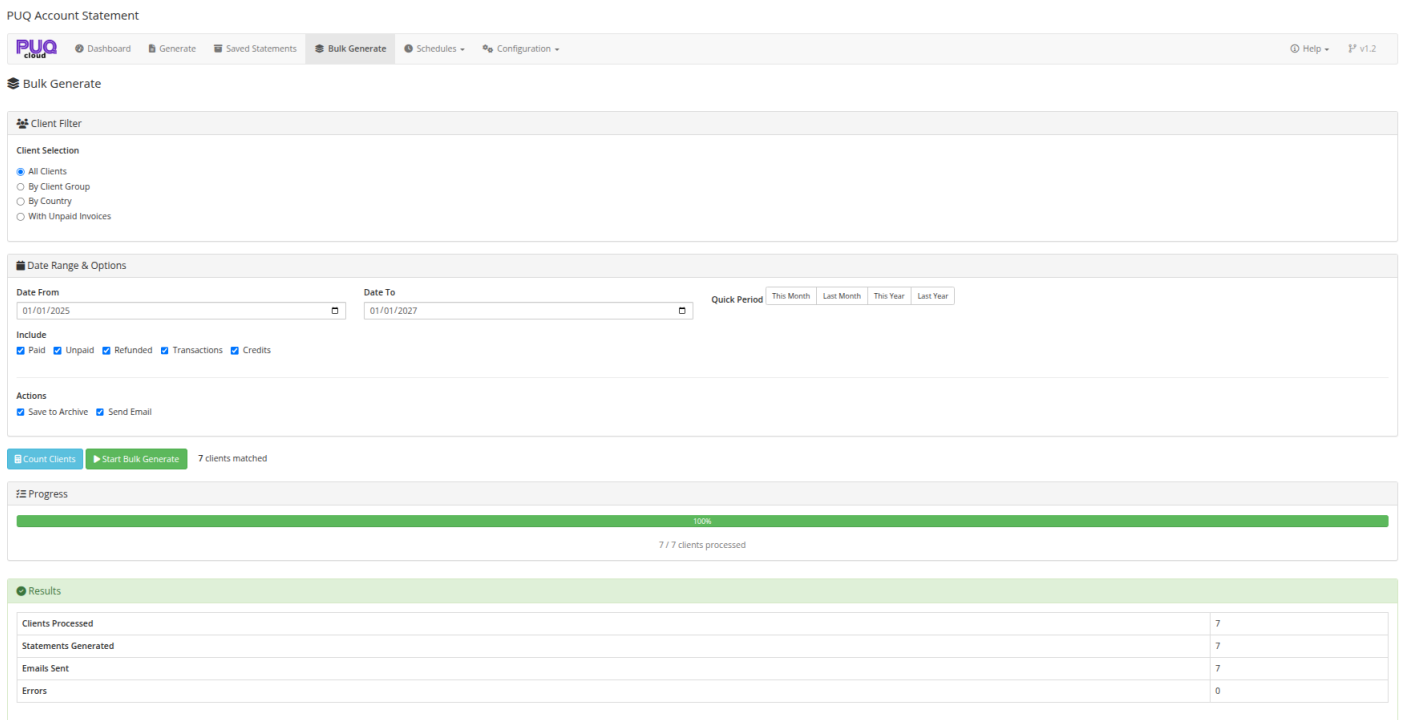 PUQ Account Statement
PUQ cloud Dashboard Generate Saved Statements Bulk Generate Schedules Configuration Help v1.2
Bulk Generate
Client Filter
Client Selection
All Clients
By Client Group
By Country
With Unpaid Invoices
Date Range & Options
Date From Date To Quick Period This Month Last Month This Year Last Year
01/01/2025 01/01/2027
Include
Paid Unpaid Refunded Transactions Credits
Actions
Save to Archive Send Email
Count Clients Start Bulk Generate 7 clients matched
Progress
100%
7 / 7 clients processed
Results
Clients Processed 7
Statements Generated 7
Emails Sent 7
Errors 0